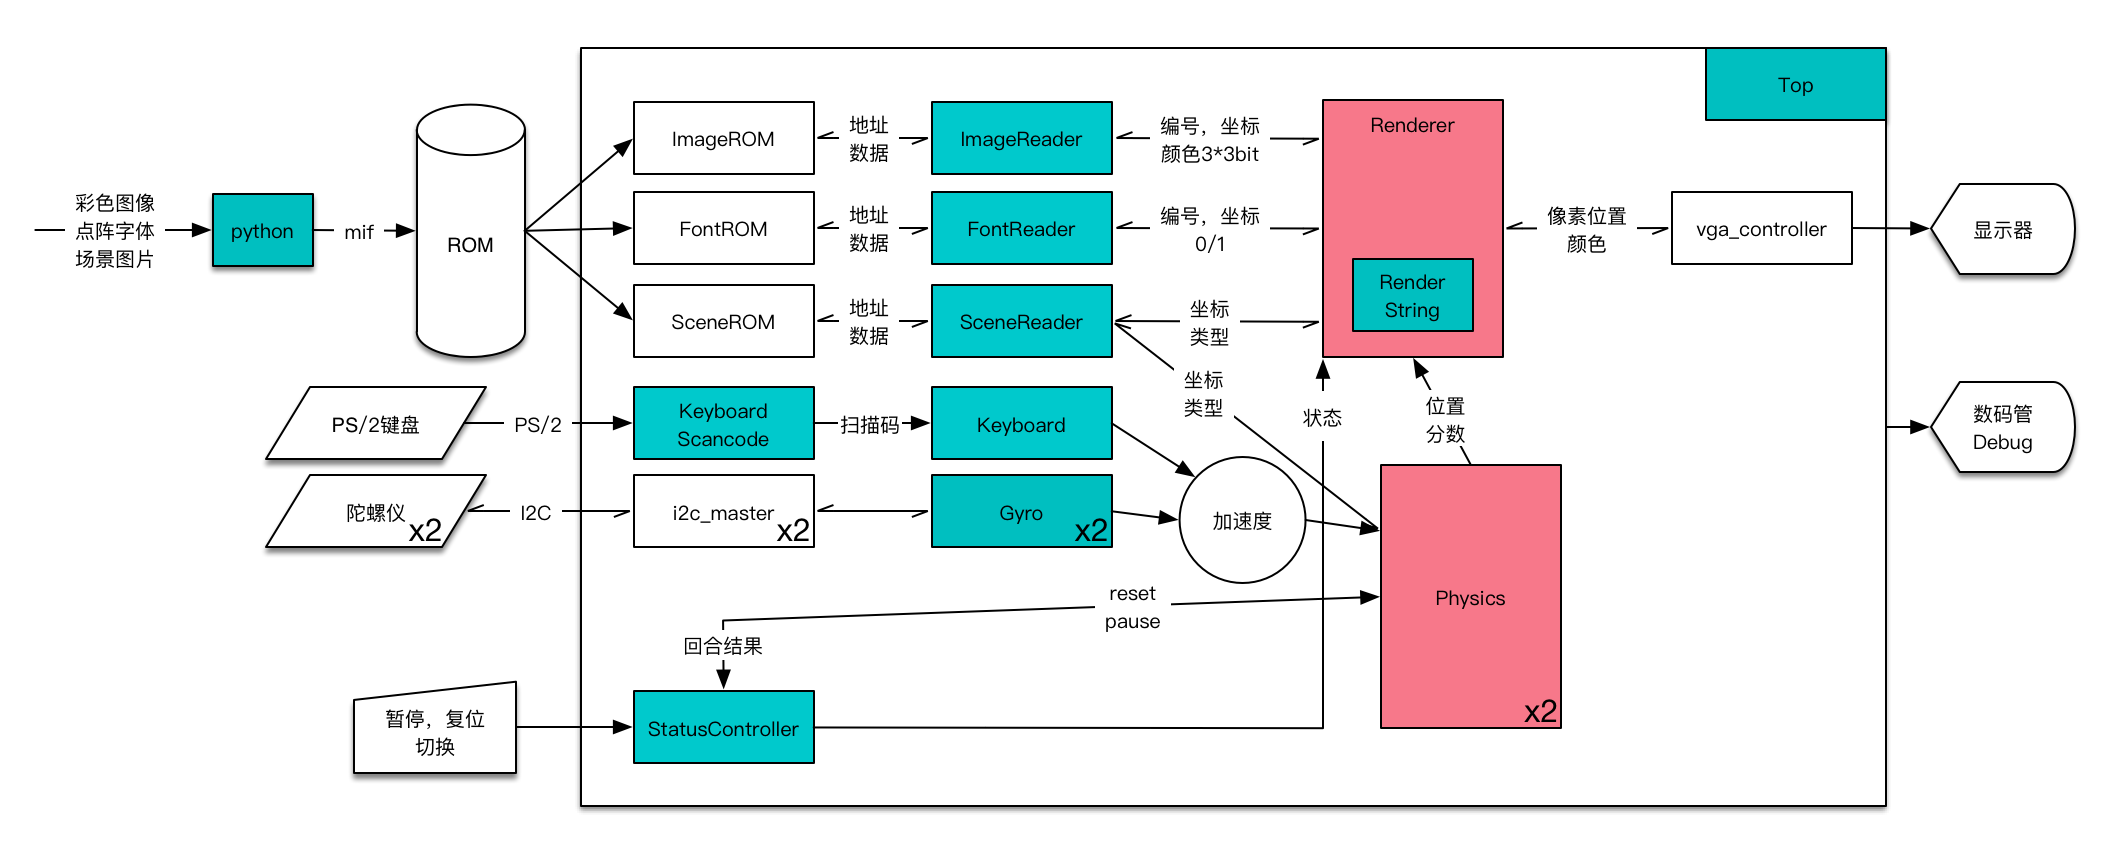 Top
ImageROM
地址
数据
ImageReader
编号，坐标
颜色3*3bit
Renderer
彩色图像
点阵字体
场景图片
python
mif
ROM
FontROM
地址
数据
FontReader
编号，坐标
0/1
像素位置
颜色
vga_controller
显示器
Render
String
SceneROM
地址
数据
SceneReader
坐标
类型
坐标
类型
PS/2键盘
PS/2
Keyboard
Scancode
扫描码
Keyboard
状态
位置
分数
数码管
Debug
陀螺仪
x2
I2C
i2c_master
x2
Gyro
x2
加速度
reset
pause
Physics
x2
回合结果
暂停，复位
切换
StatusController